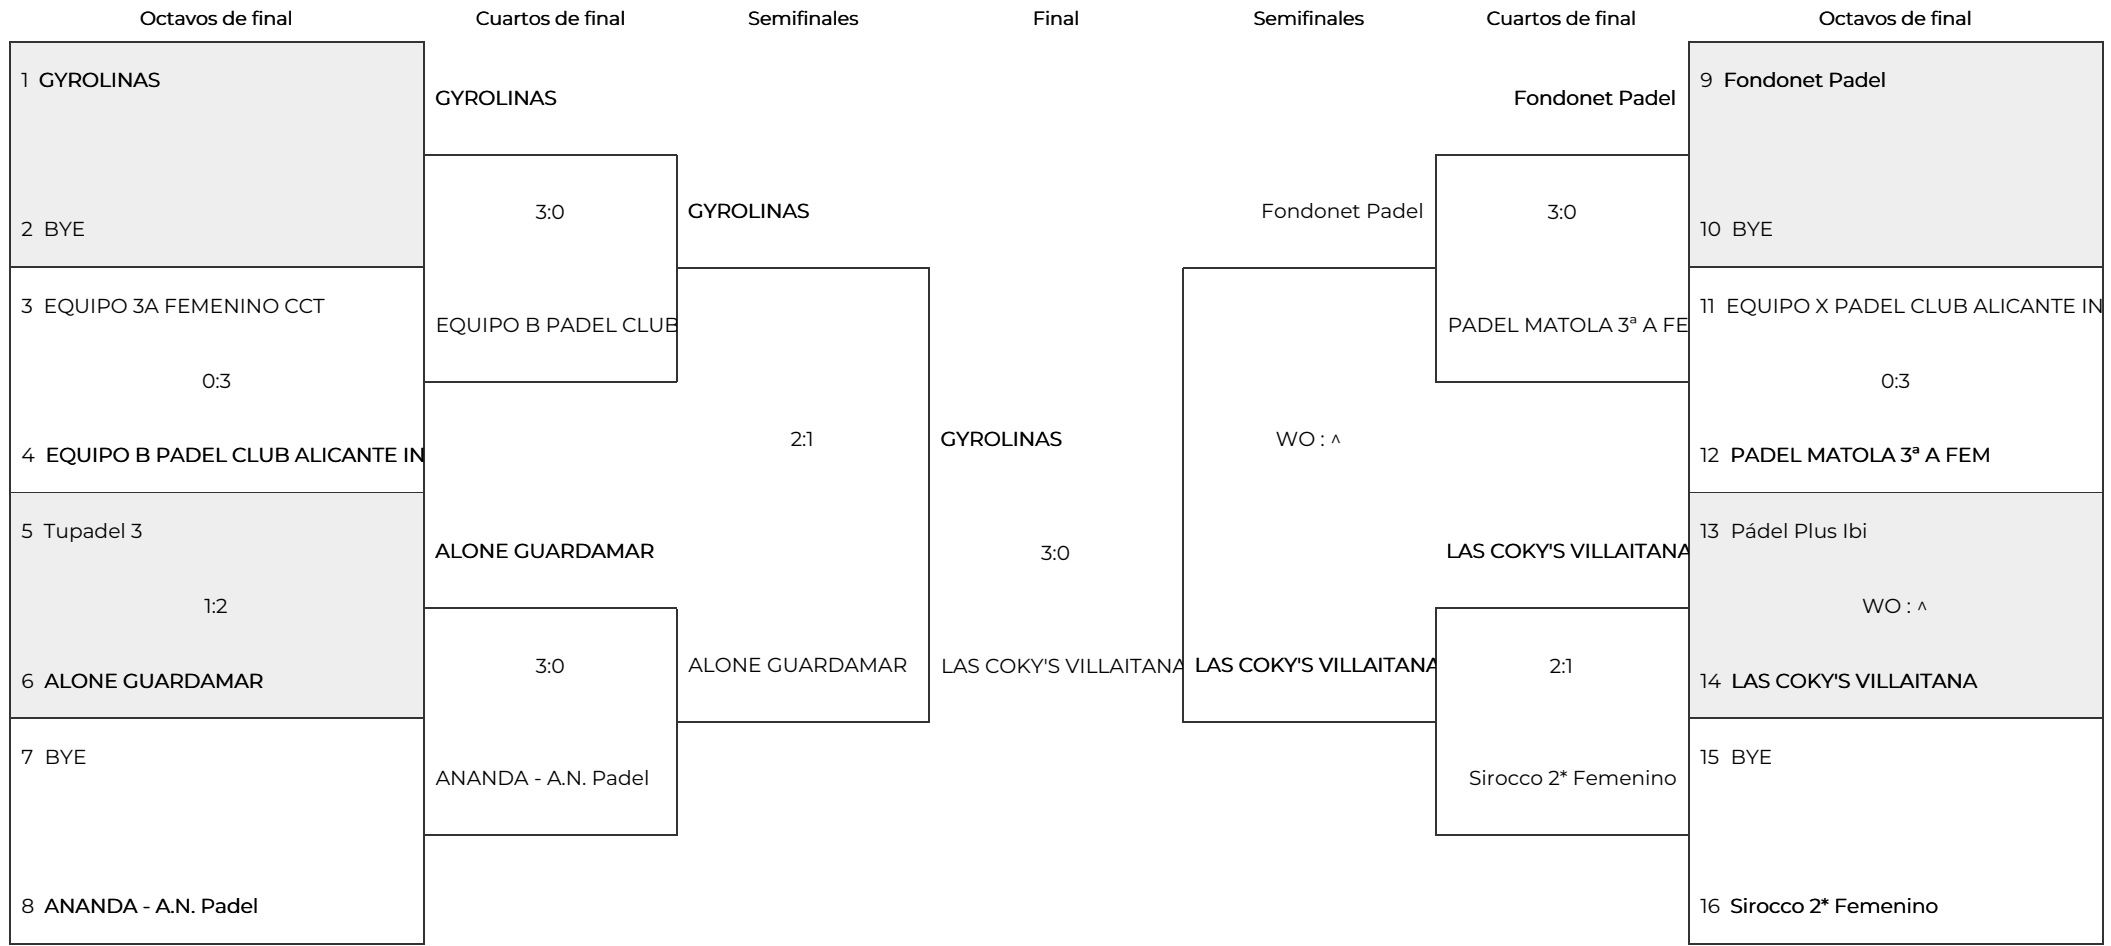 Octavos de final
Cuartos de final
Semifinales
Final
Semifinales
Cuartos de final
Octavos de final
1 GYROLINAS
2 BYE
3 EQUIPO 3A FEMENINO CCT
0:3
4 EQUIPO B PADEL CLUB ALICANTE IN
5 Tupadel 3
1:2
6 ALONE GUARDAMAR
7 BYE
8 ANANDA - A.N. Padel
GYROLINAS
3:0
EQUIPO B PADEL CLUB
ALONE GUARDAMAR
3:0
ANANDA - A.N. Padel
GYROLINAS
2:1
ALONE GUARDAMAR
GYROLINAS
3:0
LAS COKY'S VILLAITANA
Fondonet Padel
WO : ^
LAS COKY'S VILLAITANA
Fondonet Padel
3:0
PADEL MATOLA 3ª A FE
LAS COKY'S VILLAITANA
2:1
Sirocco 2* Femenino
9 Fondonet Padel
10 BYE
11 EQUIPO X PADEL CLUB ALICANTE IN
0:3
12 PADEL MATOLA 3ª A FEM
13 Pádel Plus Ibi
WO : ^
14 LAS COKY'S VILLAITANA
15 BYE
16 Sirocco 2* Femenino